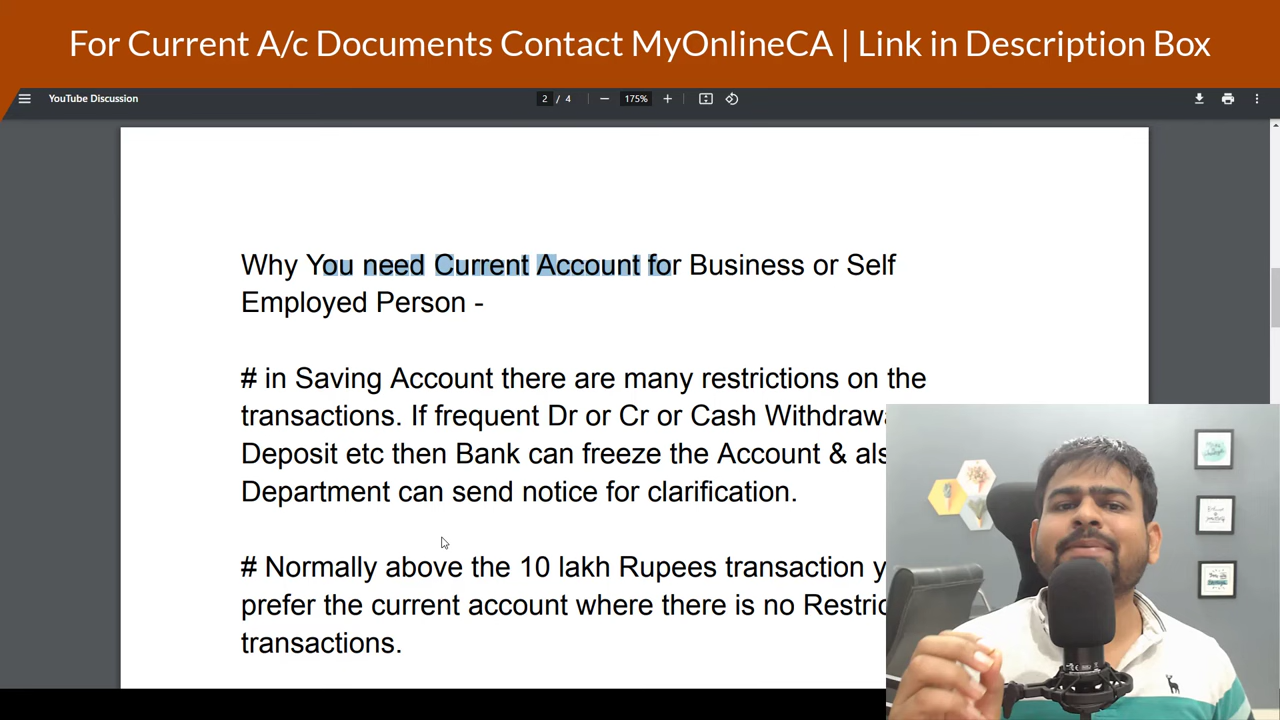 For Current A/c Documents Contact MyOnlineCA | Link in Description Box
YouTube Discussion
2 / 4
175%
Why You need Current Account for Business or Self
Employed Person -
# in Saving Account there are many restrictions on the
transactions. If frequent Dr or Cr or Cash
Deposit etc then Bank can freeze the Account &
Department can send notice for clarification.
# Normally above the 10 lakh Rupees transaction
prefer the current account where there is no
transactions.